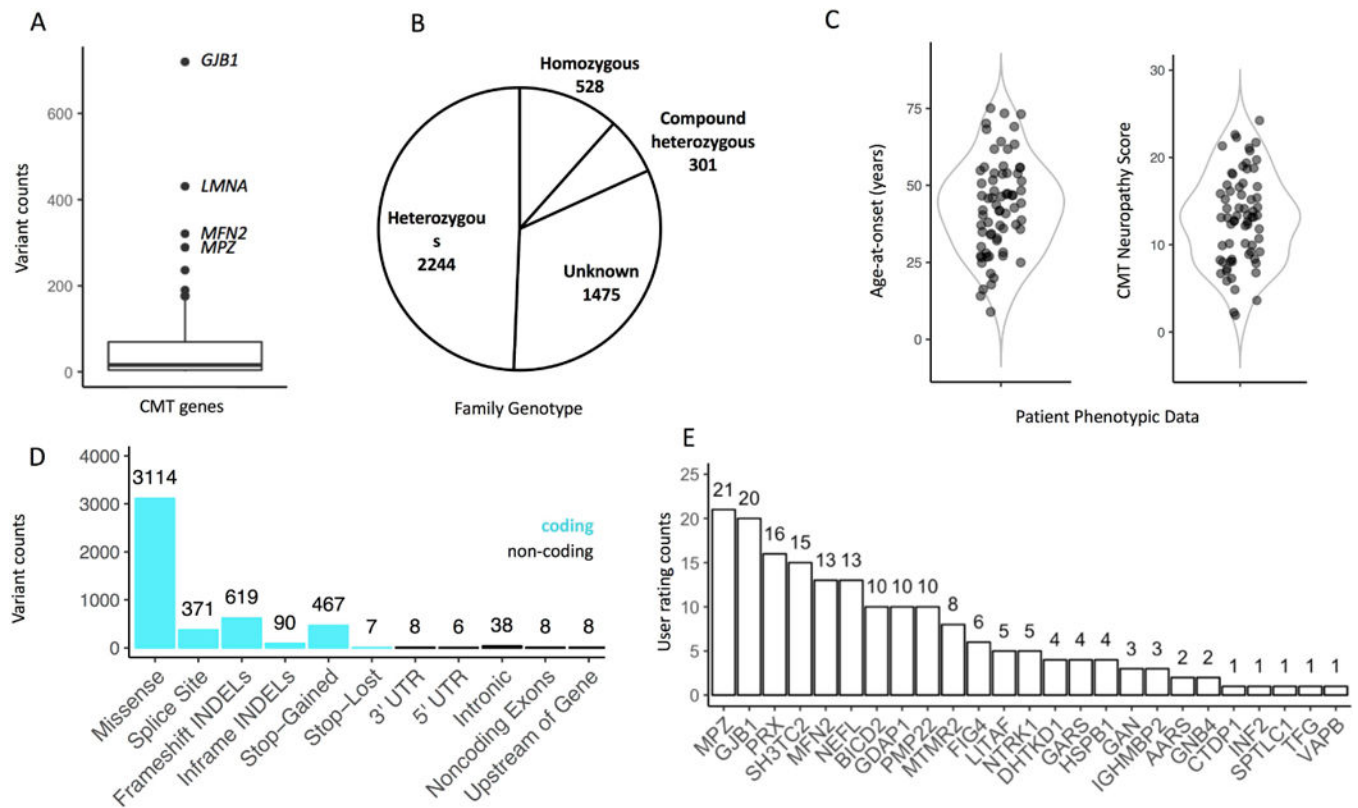 A
Variant counts
600
400
200
0
GJB1
LMNA
MFN2
MPZ
CMT genes
B
Homozygous
528
Compound
heterozygous
301
Heterozygou
s
2244
Unknown
1475
Family Genotype
C
Age-at-onset (years)
75
50
25
0
CMT Neuropathy Score
30
20
10
0
Patient Phenotypic Data
D
Variant counts
4000
3000
2000
1000
0
3114
371
619
90
467
7
8
6
38
8
8
coding
non-coding
Missense
Splice Site
Frameshift INDELs
Inframe INDELs
Stop-Gained
Stop-Lost
3' UTR
5' UTR
Intronic
Noncoding Exons
Upstream of Gene
E
User rating counts
25
20
15
10
5
0
21
20
16
15
13
13
10
10
10
8
6
5
5
4
4
4
3
3
2
2
1
1
1
1
1
MPZ
GJB1
PRX
SH3TC2
MFN2
NEFL
BICD2
GDAP1
PMP22
MTMR2
FIG4
LITAF
NTRK1
DHTKD1
GARS
HSPB1
GAN
IGHMBP2
AARS
GNB4
CTDP1
INF2
SPTLC1
TFG
VAPB